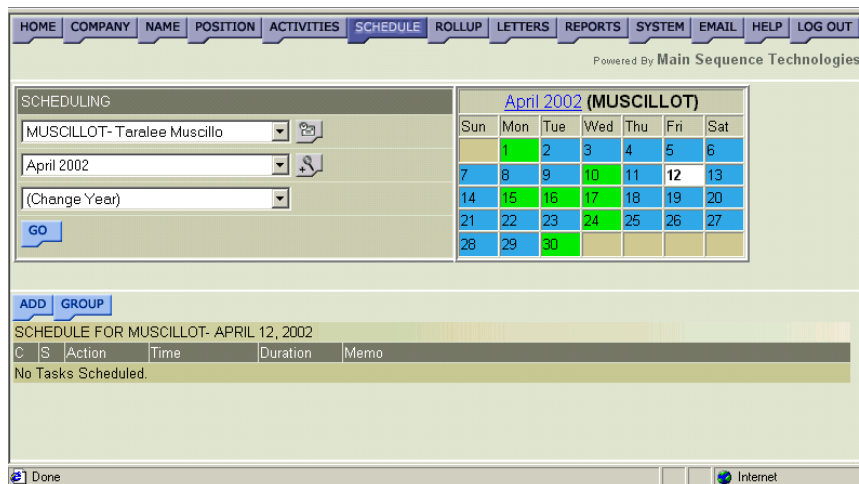 HOME COMPANY NAME POSITION ACTIVITIES SCHEDULE ROLLUP LETTERS REPORTS SYSTEM EMAIL HELP LOG OUT
Powered By Main Sequence Technologies
SCHEDULING
MUSCILLOT- Taralee Muscillo
April 2002
(Change Year)
GO
April 2002 (MUSCILLOT)
Sun Mon Tue Wed Thu Fri Sat
1 2 3 4 5 6
7 8 9 10 11 12 13
14 15 16 17 18 19 20
21 22 23 24 25 26 27
28 29 30
ADD GROUP
SCHEDULE FOR MUSCILLOT- APRIL 12, 2002
C S Action Time Duration Memo
No Tasks Scheduled.
Done Internet